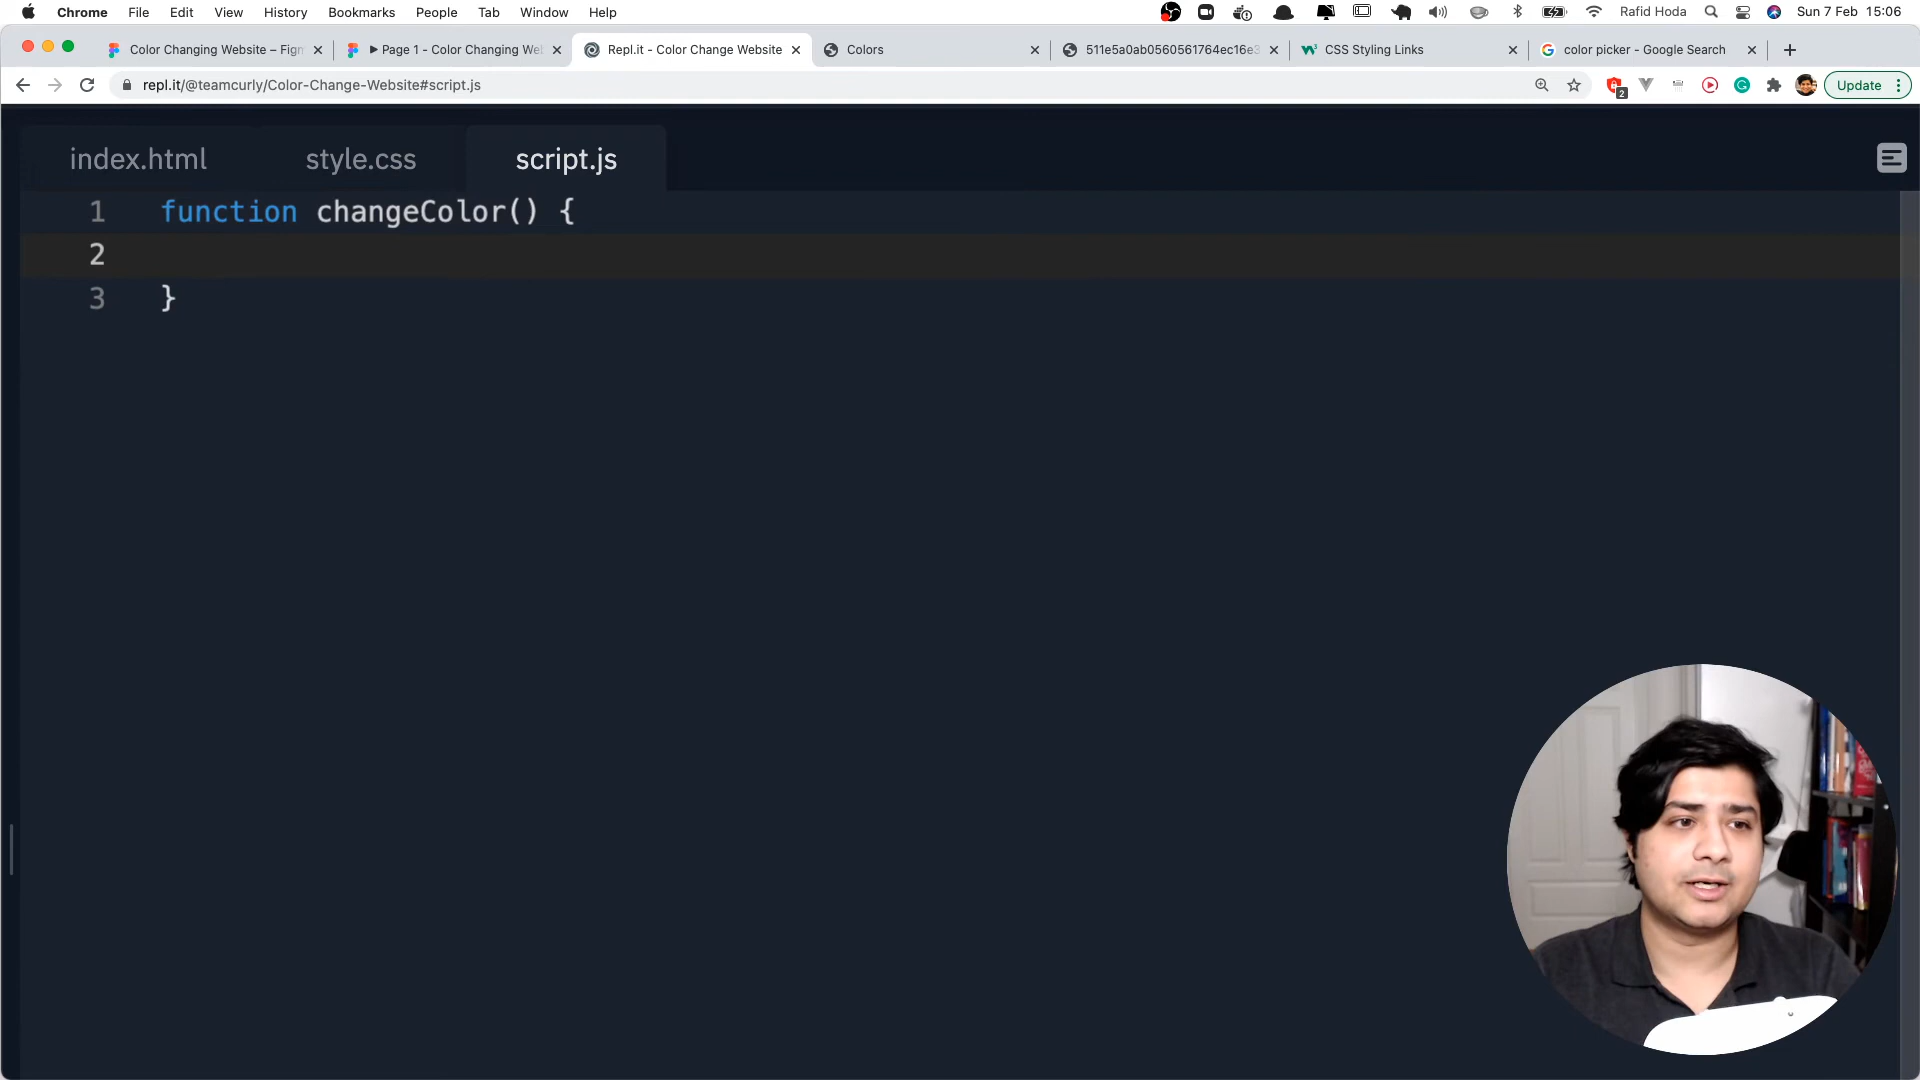 Chrome File Edit View History Bookmarks People Tab Window Help Rafid Hoda Sun 7 Feb 15:06
Color Changing Website – Fig Page 1 - Color Changing We Repl.it - Color Change Website Colors 511e5a0ab0560561764ec16e3 CSS Styling Links color picker - Google Search
repl.it/@teamcurly/Color-Change-Website#script.js 2 Update
index.html style.css script.js
1 function changeColor() {
2
3 }